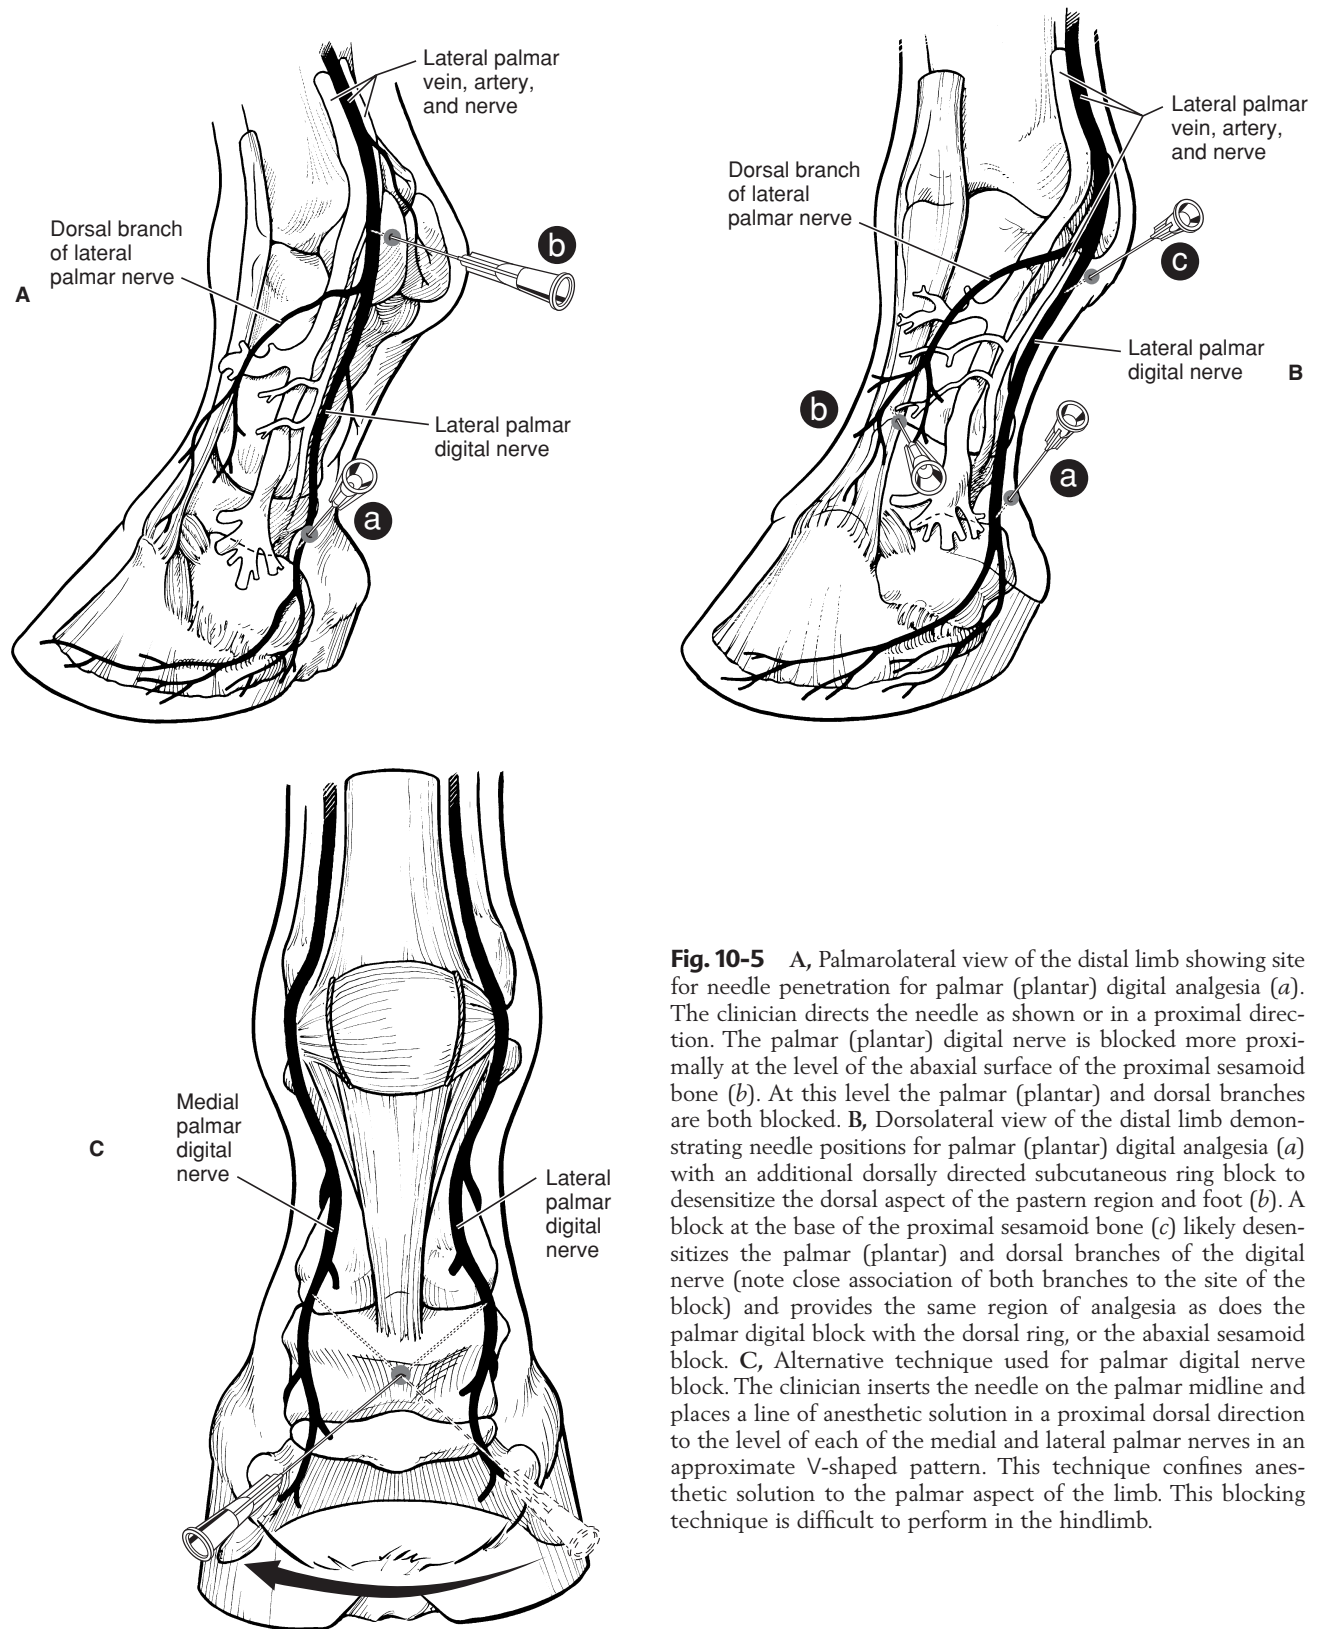 Lateral palmar
vein, artery,
and nerve
Dorsal branch
of lateral
palmar nerve
A
b
Lateral palmar
digital nerve
a
Lateral palmar
vein, artery,
and nerve
Dorsal branch
of lateral
palmar nerve
c
Lateral palmar
digital nerve
B
b
a
Medial
palmar
digital
nerve
C
Lateral
palmar
digital
nerve
Fig. 10-5 A, Palmarolateral view of the distal limb showing site
for needle penetration for palmar (plantar) digital analgesia (a).
The clinician directs the needle as shown or in a proximal direc-
tion. The palmar (plantar) digital nerve is blocked more proxi-
mally at the level of the abaxial surface of the proximal sesamoid
bone (b). At this level the palmar (plantar) and dorsal branches
are both blocked. B, Dorsolateral view of the distal limb demon-
strating needle positions for palmar (plantar) digital analgesia (a)
with an additional dorsally directed subcutaneous ring block to
desensitize the dorsal aspect of the pastern region and foot (b). A
block at the base of the proximal sesamoid bone (c) likely desen-
sitizes the palmar (plantar) and dorsal branches of the digital
nerve (note close association of both branches to the site of the
block) and provides the same region of analgesia as does the
palmar digital block with the dorsal ring, or the abaxial sesamoid
block. C, Alternative technique used for palmar digital nerve
block. The clinician inserts the needle on the palmar midline and
places a line of anesthetic solution in a proximal dorsal direction
to the level of each of the medial and lateral palmar nerves in an
approximate V-shaped pattern. This technique confines anes-
thetic solution to the palmar aspect of the limb. This blocking
technique is difficult to perform in the hindlimb.